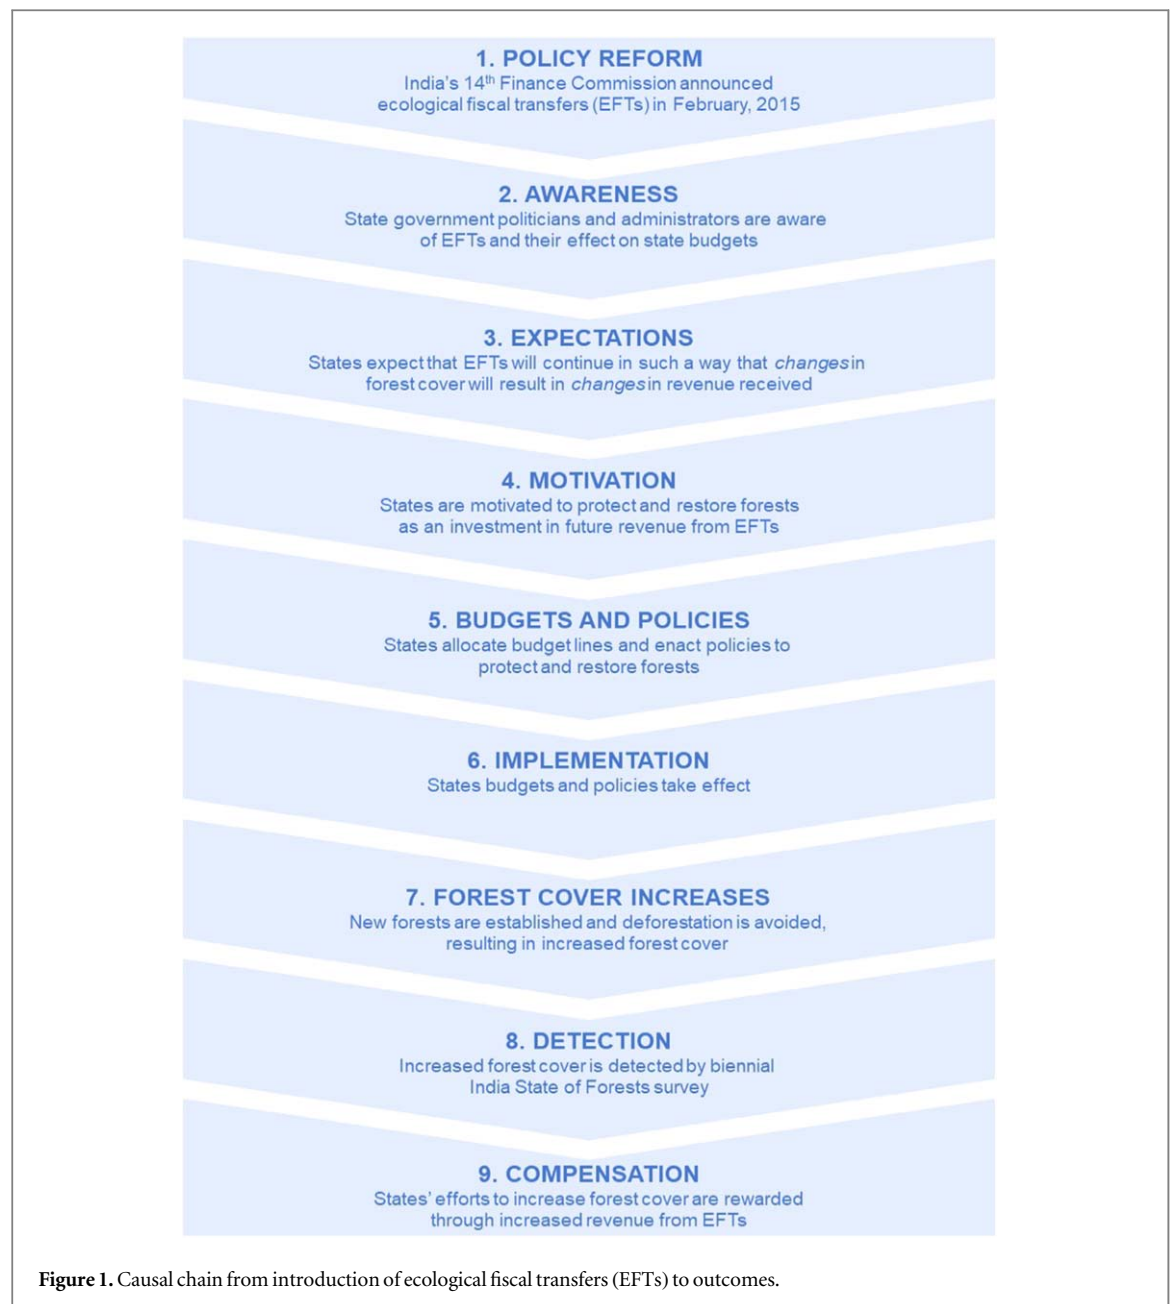 1. POLICY REFORM
India's 14th Finance Commission announced
ecological fiscal transfers (EFTs) in February, 2015
2. AWARENESS
State government politicians and administrators are aware
of EFTs and their effect on state budgets
3. EXPECTATIONS
States expect that EFTs will continue in such a way that changes in
forest cover will result in changes in revenue received
4. MOTIVATION
States are motivated to protect and restore forests
as an investment in future revenue from EFTs
5. BUDGETS AND POLICIES
States allocate budget lines and enact policies to
protect and restore forests
6. IMPLEMENTATION
States budgets and policies take effect
7. FOREST COVER INCREASES
New forests are established and deforestation is avoided,
resulting in increased forest cover
8. DETECTION
Increased forest cover is detected by biennial
India State of Forests survey
9. COMPENSATION
States' efforts to increase forest cover are rewarded
through increased revenue from EFTs
Figure 1. Causal chain from introduction of ecological fiscal transfers (EFTs) to outcomes.